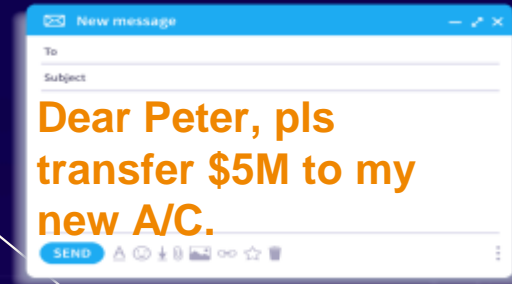 New message
To
Subject
Dear Peter, pls
transfer $5M to my
new A/C.
SEND